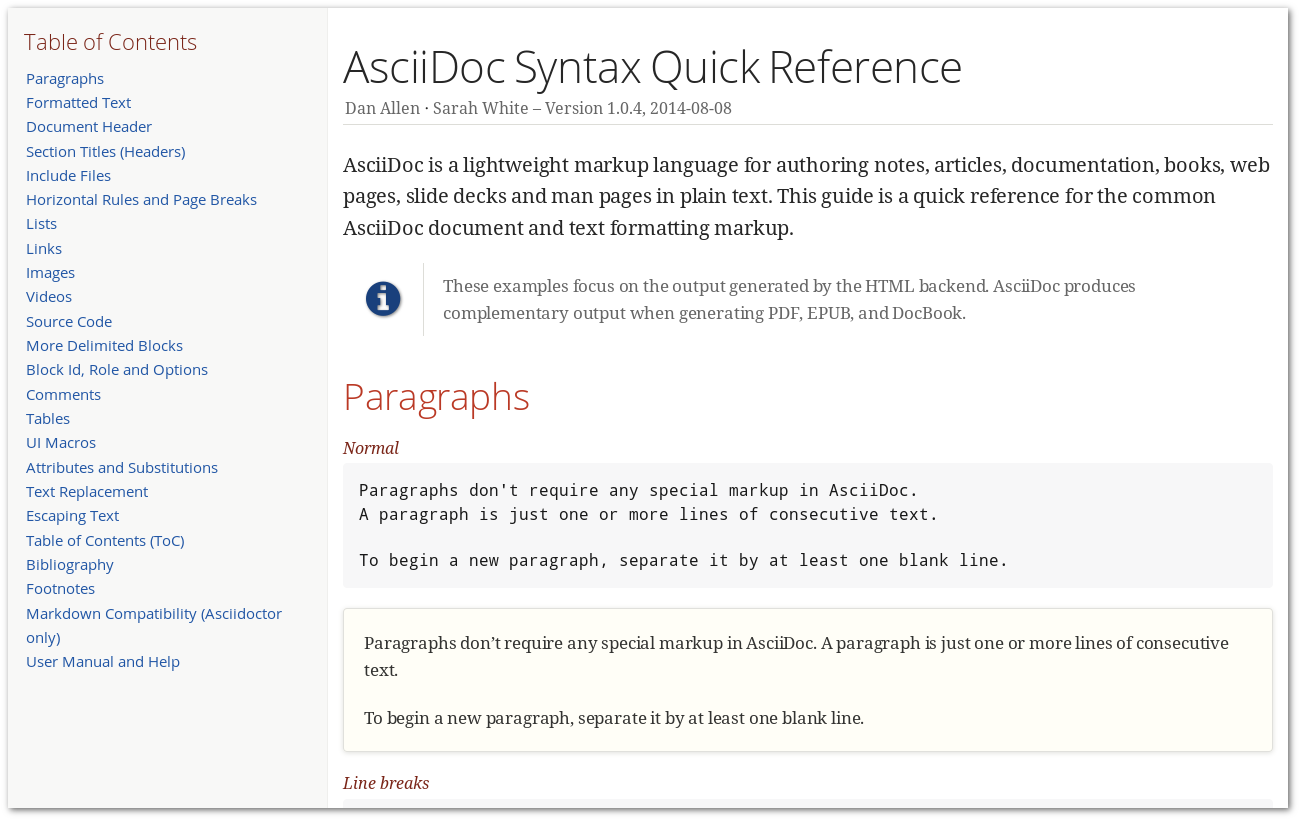 Table of Contents
Paragraphs
Formatted Text
Document Header
Section Titles (Headers)
Include Files
Horizontal Rules and Page Breaks
Lists
Links
Images
Videos
Source Code
More Delimited Blocks
Block Id, Role and Options
Comments
Tables
UI Macros
Attributes and Substitutions
Text Replacement
Escaping Text
Table of Contents (ToC)
Bibliography
Footnotes
Markdown Compatibility (Asciidoctor
only)
User Manual and Help
AsciiDoc Syntax Quick Reference
Dan Allen · Sarah White – Version 1.0.4, 2014-08-08
AsciiDoc is a lightweight markup language for authoring notes, articles, documentation, books, web
pages, slide decks and man pages in plain text. This guide is a quick reference for the common
AsciiDoc document and text formatting markup.
These examples focus on the output generated by the HTML backend. AsciiDoc produces
complementary output when generating PDF, EPUB, and DocBook.
Paragraphs
Normal
Paragraphs don't require any special markup in AsciiDoc.
A paragraph is just one or more lines of consecutive text.
To begin a new paragraph, separate it by at least one blank line.
Paragraphs don’t require any special markup in AsciiDoc. A paragraph is just one or more lines of consecutive
text.
To begin a new paragraph, separate it by at least one blank line.
Line breaks